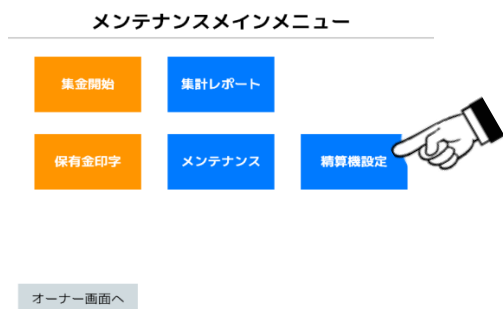 メンテナンスメインメニュー
集金開始
集計レポート
保有金印字
メンテナンス
精算機設定
オーナー画面へ